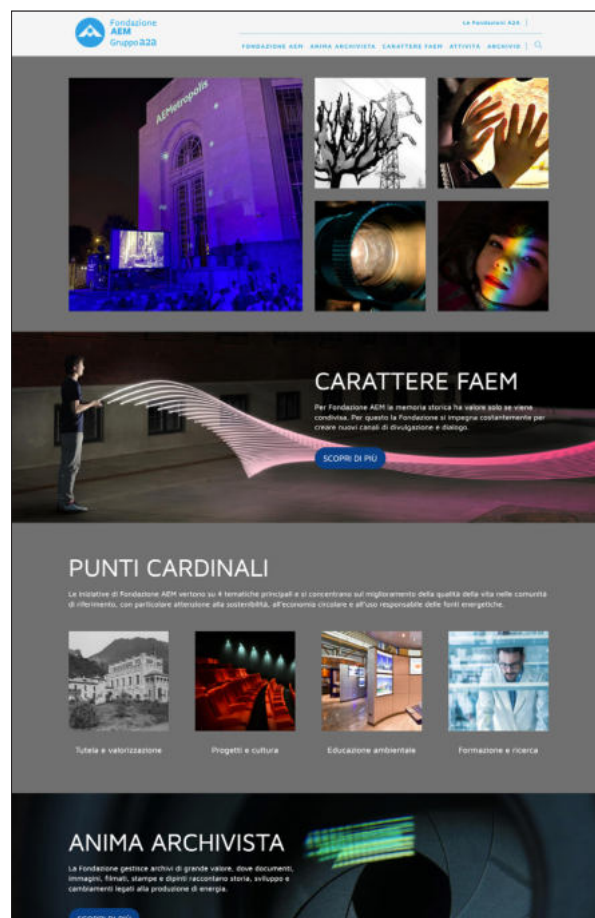 Fondazione
AEM
Gruppo a2a
Le Fondazioni A2A |
FONDAZIONE AEM ANIMA ARCHIVISTA CARATTERE FAEM ATTIVITÀ ARCHIVIO |
AEMetropolis
CARATTERE FAEM
Per Fondazione AEM la memoria storica ha valore solo se viene
condivisa. Per questo la Fondazione si impegna costantemente per
creare nuovi canali di divulgazione e dialogo.
SCOPRI DI PIÙ
PUNTI CARDINALI
Le iniziative di Fondazione AEM vertono su 4 tematiche principali e si concentrano sul miglioramento della qualità della vita nelle comunità
di riferimento, con particolare attenzione alla sostenibilità, all'economia circolare e all'uso responsabile delle fonti energetiche.
Tutela e valorizzazione
Progetti e cultura
Educazione ambientale
Formazione e ricerca
ANIMA ARCHIVISTA
La Fondazione gestisce archivi di grande valore, dove documenti,
immagini, filmati, stampe e dipinti raccontano storia, sviluppo e
cambiamenti legati alla produzione di energia.
SCOPRI DI PIÙ